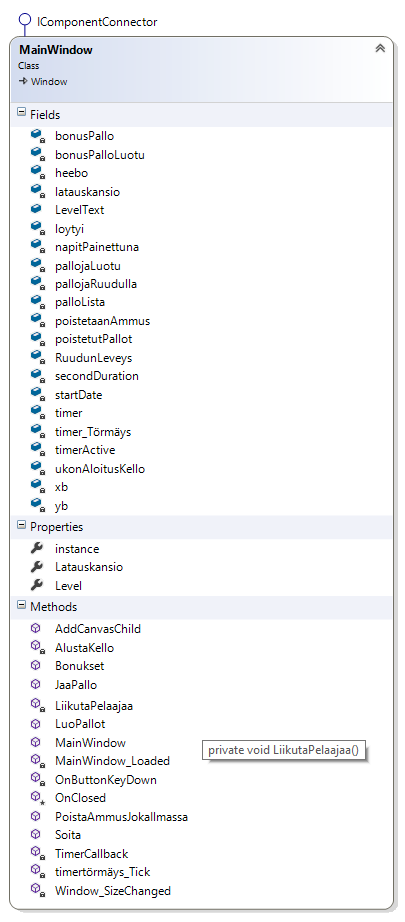 IComponentConnector
MainWindow
Class
Window
Fields
bonusPallo
bonusPalloLuotu
heebo
latauskansio
LevelText
loytyi
napitPainettuna
pallojaLuotu
pallojaRuudulla
palloLista
poistetaanAmmus
poistetutPallot
RuudunLeveys
secondDuration
startDate
timer
timer_Törmäys
timerActive
ukonAloitusKello
xb
yb
Properties
instance
Latauskansio
Level
Methods
AddCanvasChild
AlustaKello
Bonukset
JaaPallo
LiikutaPelaajaa
LuoPallot
MainWindow
private void LiikutaPelaajaa()
MainWindow_Loaded
OnButtonKeyDown
OnClosed
PoistaAmmusJokaIlmassa
Soita
TimerCallback
timertörmäys_Tick
Window_SizeChanged